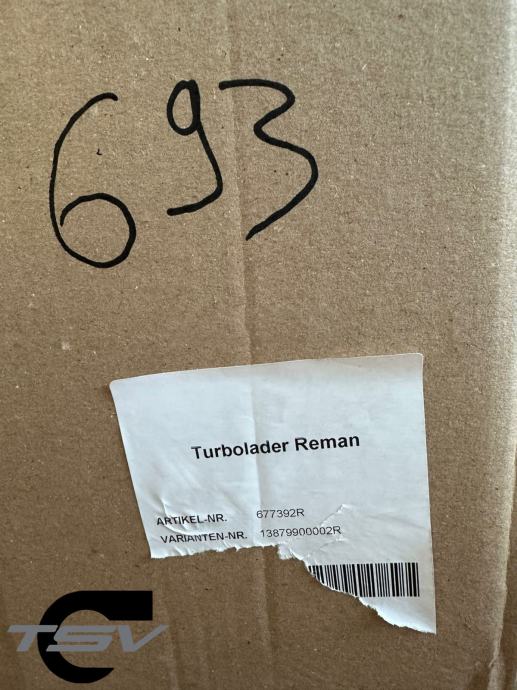 693
Turbolader Reman
ARTIKEL-NR. 677392R
VARIANTEN-NR. 13879900002R
TSV